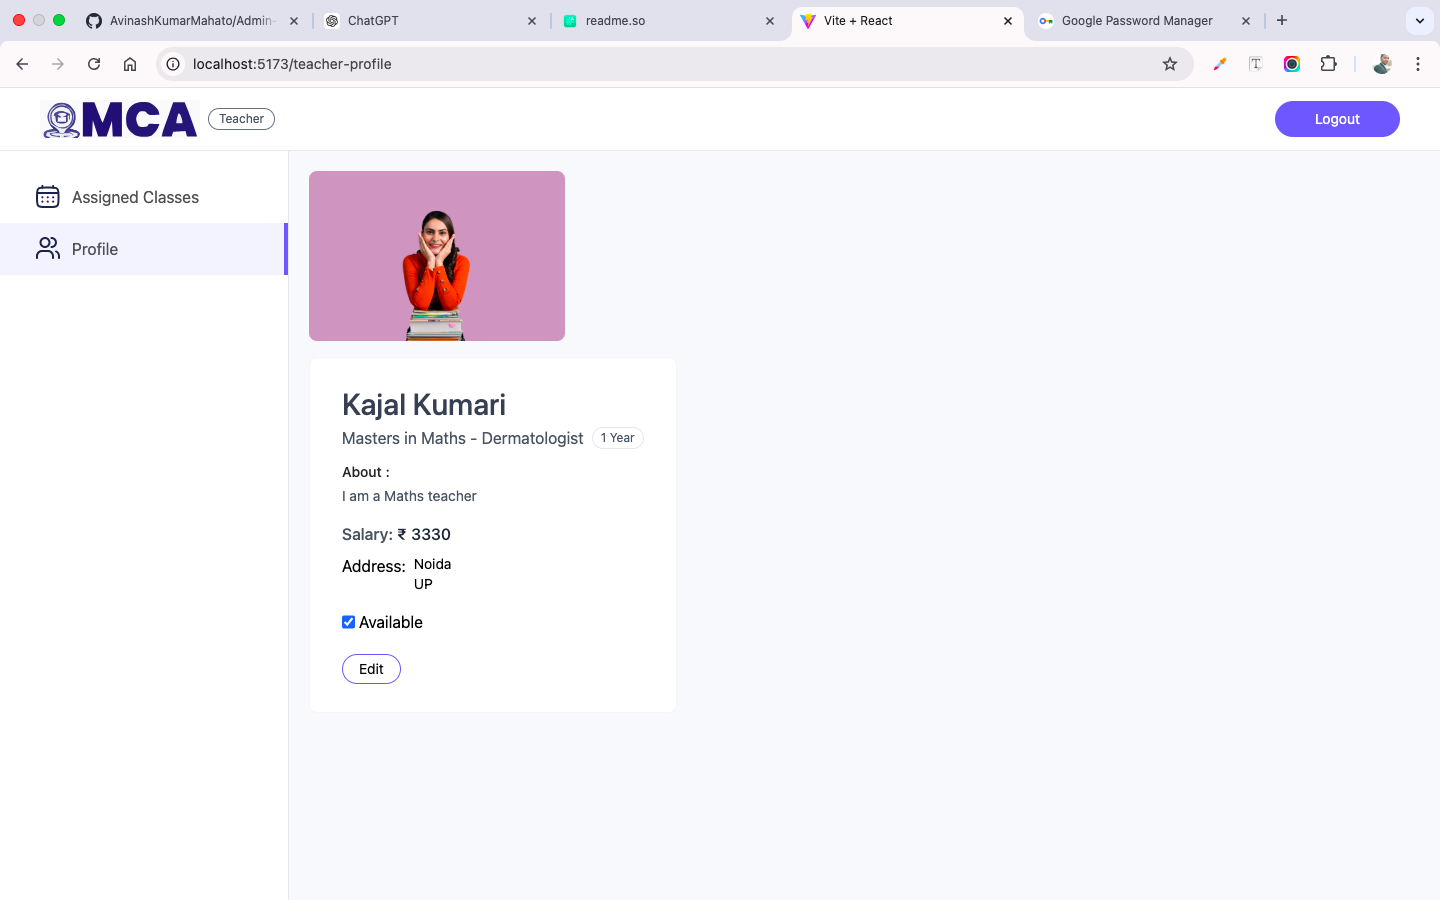 AvinashKumarMahato/Admin-
ChatGPT
readme.so
Vite + React
Google Password Manager
localhost:5173/teacher-profile
MCA
Teacher
Logout
Assigned Classes
Profile
Kajal Kumari
Masters in Maths - Dermatologist 1 Year
About :
I am a Maths teacher
Salary: ₹ 3330
Address: Noida
UP
Available
Edit